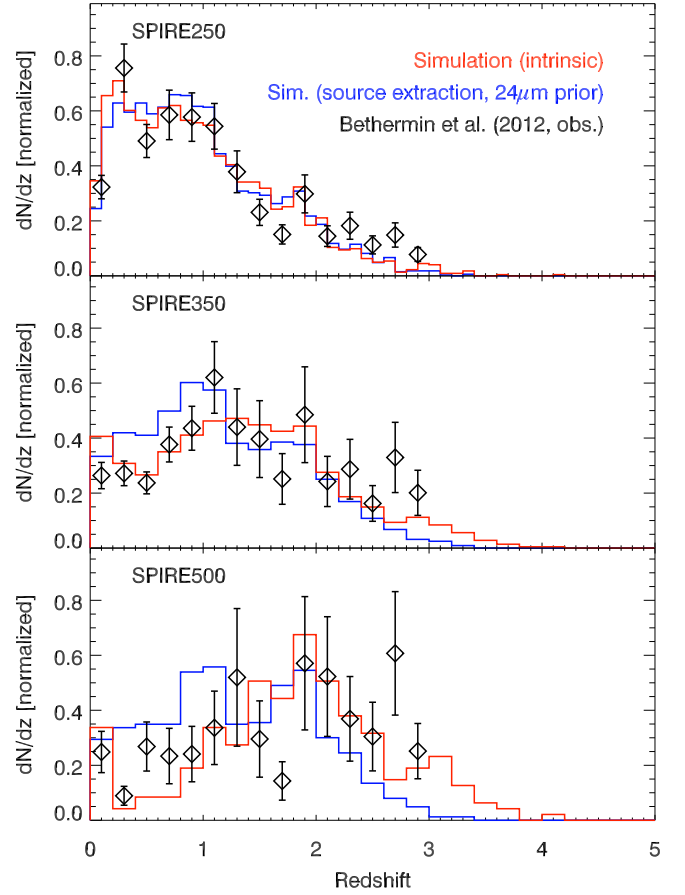 SPIRE250
Simulation (intrinsic)
Sim. (source extraction, 24μm prior)
Bethermin et al. (2012, obs.)
dN/dz [normalized]
0.8
0.6
0.4
0.2
0.0
SPIRE350
dN/dz [normalized]
0.8
0.6
0.4
0.2
0.0
SPIRE500
dN/dz [normalized]
0.8
0.6
0.4
0.2
0.0
0 1 2 3 4 5
Redshift